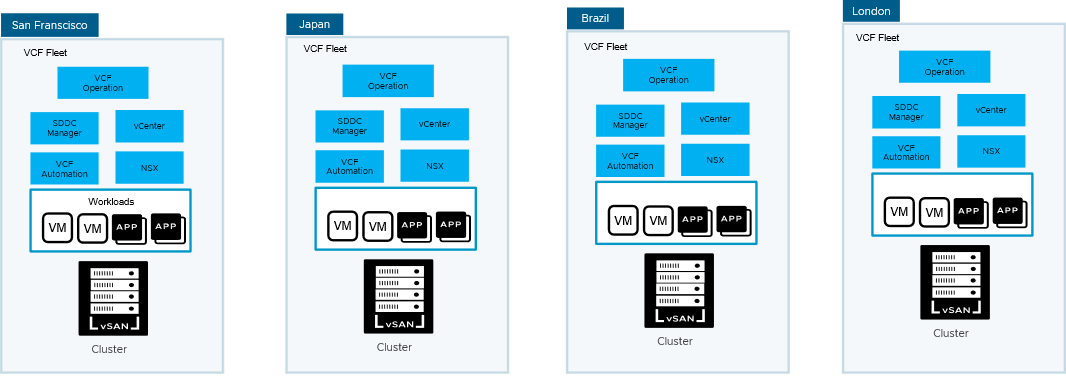 San Franscisco
VCF Fleet
VCF
Operation
SDDC
Manager
vCenter
VCF
Automation
NSX
Workloads
VM
VM
APP
APP
vSAN
Cluster
Japan
VCF Fleet
VCF
Operation
SDDC
Manager
vCenter
VCF
Automation
NSX
VM
VM
APP
APP
vSAN
Cluster
Brazil
VCF Fleet
VCF
Operation
SDDC
Manager
vCenter
VCF
Automation
NSX
VM
VM
APP
APP
vSAN
Cluster
London
VCF Fleet
VCF
Operation
SDDC
Manager
vCenter
VCF
Automation
NSX
VM
VM
APP
APP
vSAN
Cluster